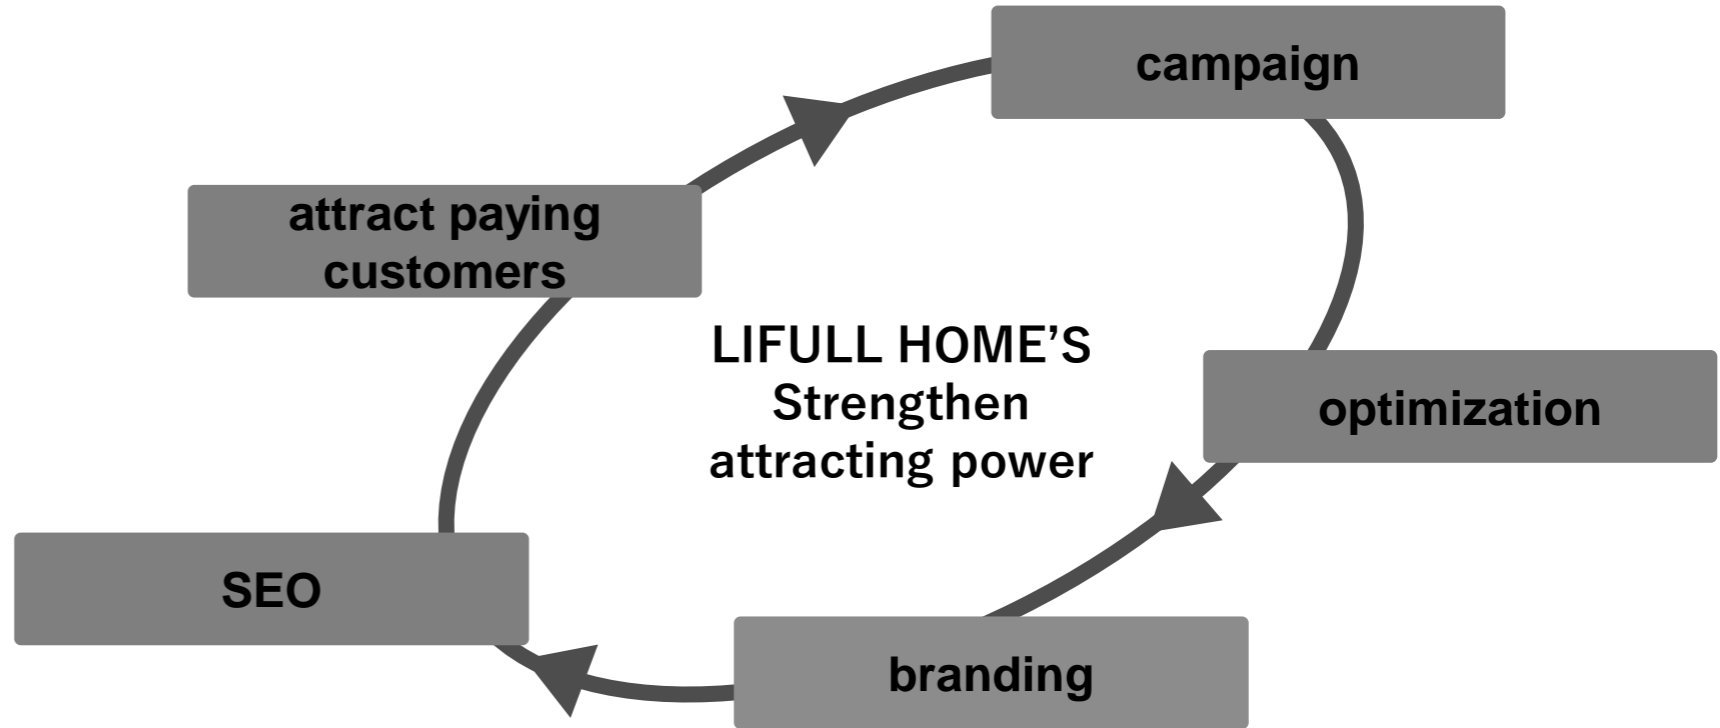 campaign
attract paying
customers
LIFULL HOME’S
Strengthen
attracting power
optimization
SEO
branding